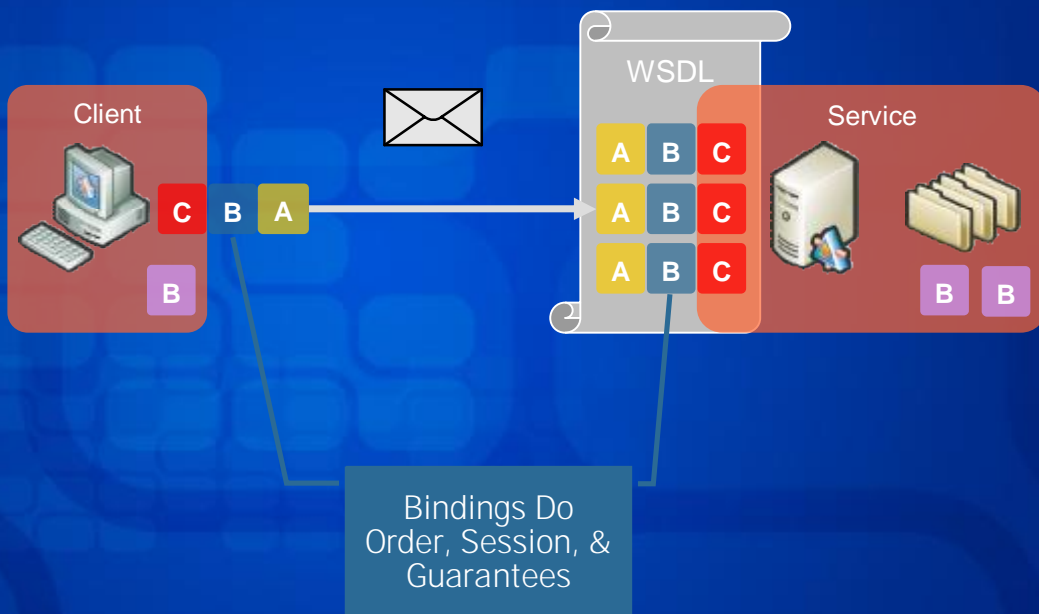 WSDL
Client
Service
A B C
C B A
A B C
A B C
B
B B
Bindings Do
Order, Session, &
Guarantees